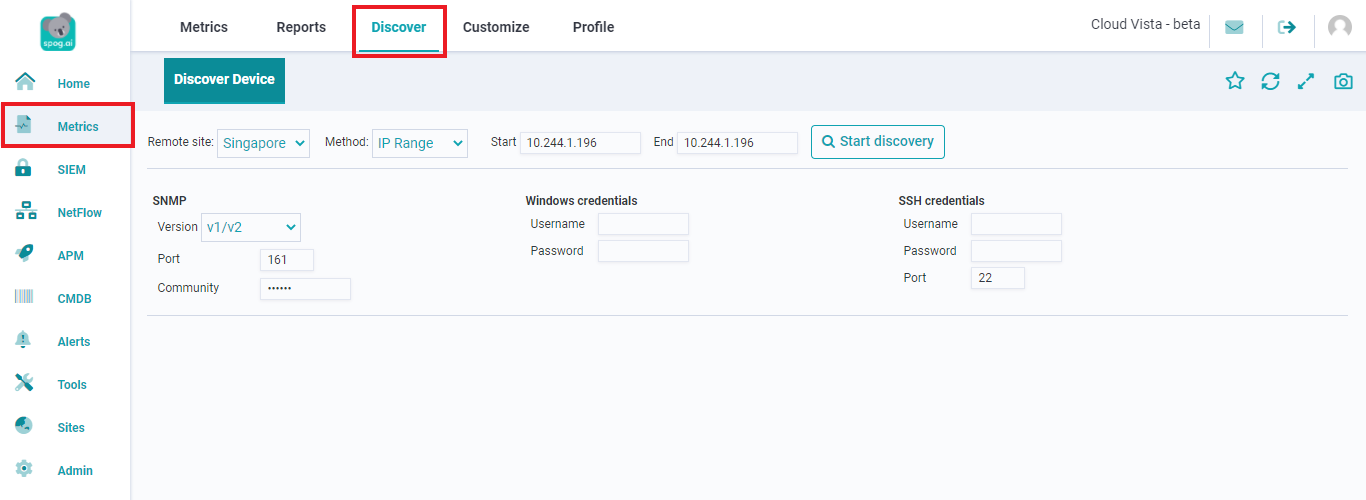 spog.ai
Metrics Reports Discover Customize Profile Cloud Vista - beta
Home
Metrics
SIEM
NetFlow
APM
CMDB
Alerts
Tools
Sites
Admin
Discover Device
Remote site: Singapore Method: IP Range Start 10.244.1.196 End 10.244.1.196 Start discovery
SNMP
Version v1/v2
Port 161
Community ••••••
Windows credentials
Username
Password
SSH credentials
Username
Password
Port 22